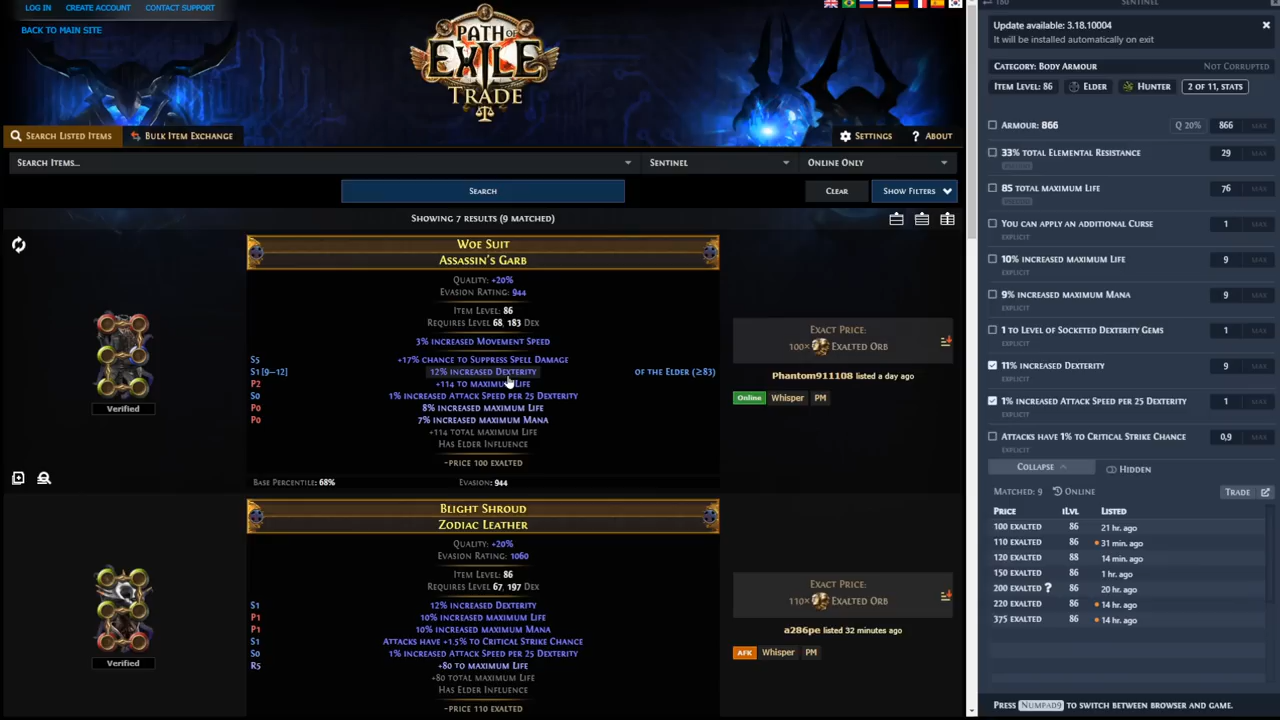 LOG IN CREATE ACCOUNT CONTACT SUPPORT
BACK TO MAIN SITE
PATH OF EXILE TRADE
Search Listed Items Bulk Item Exchange Settings ? About
Search Items... Sentinel Online Only
Search Clear Show Filters
Showing 7 results (9 matched)
Woe Suit
Assassin's Garb
Quality: +20%
Evasion Rating: 944
Item Level: 86
Requires Level 68, 183 Dex
3% increased Movement Speed
S5 +17% chance to Suppress Spell Damage
S1 [9–12] 12% increased Dexterity of the Elder (≥83)
P2 +114 to maximum Life
S0 1% increased Attack Speed per 25 Dexterity
P0 8% increased maximum Life
P0 7% increased maximum Mana
+114 total maximum Life
Has Elder Influence
~price 100 exalted
Base Percentile: 68% Evasion: 944
Verified
Exact Price:
100× Exalted Orb
Phantom911108 listed a day ago
Online Whisper PM
Blight Shroud
Zodiac Leather
Quality: +20%
Evasion Rating: 1060
Item Level: 86
Requires Level 67, 197 Dex
S1 12% increased Dexterity
P1 10% increased maximum Life
P1 10% increased maximum Mana
S1 Attacks have +1.5% to Critical Strike Chance
S0 1% increased Attack Speed per 25 Dexterity
R5 +80 to maximum Life
+80 total maximum Life
Has Elder Influence
~price 110 exalted
Verified
Exact Price:
110× Exalted Orb
a286pe listed 32 minutes ago
AFK Whisper PM
180 Sentinel
Update available: 3.18.10004
It will be installed automatically on exit
Category: Body Armour Not Corrupted
Item Level: 86 Elder Hunter 2 of 11, stats
Armour: 866 Q 20% 866 max
33% total Elemental Resistance 29 max
pseudo
85 total maximum Life 76 max
pseudo
You can apply an additional Curse 1 max
explicit
10% increased maximum Life 9 max
explicit
9% increased maximum Mana 9 max
explicit
1 to Level of Socketed Dexterity Gems 1 max
explicit
11% increased Dexterity 9 max
explicit
1% increased Attack Speed per 25 Dexterity 1 max
explicit
Attacks have 1% to Critical Strike Chance 0,9 max
explicit
Collapse Hidden
Matched: 9 Online Trade
Price iLvl Listed
100 exalted 86 21 hr. ago
110 exalted 86 31 min. ago
120 exalted 88 14 min. ago
150 exalted 86 1 hr. ago
200 exalted ? 86 20 hr. ago
220 exalted 86 14 hr. ago
375 exalted 86 14 hr. ago
Press Numpad9 to switch between browser and game.